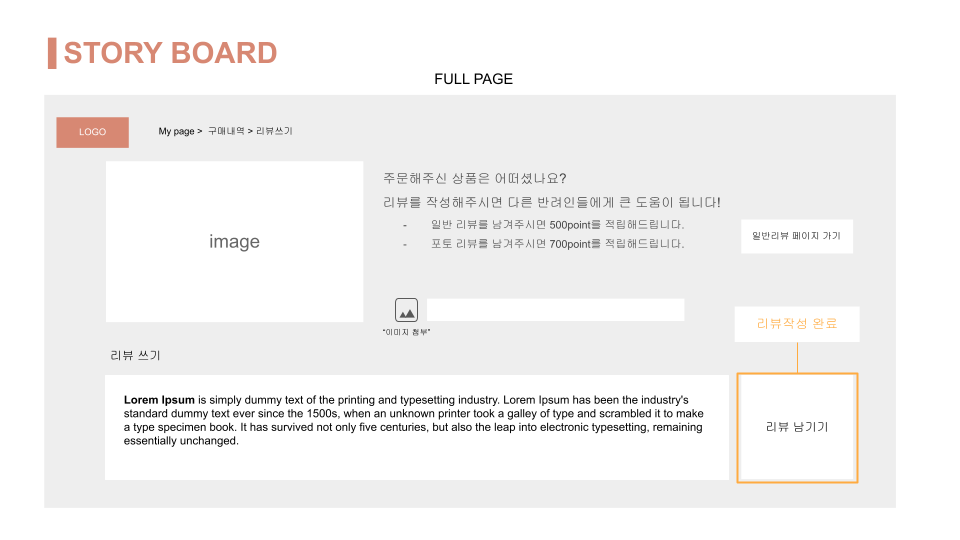 STORY BOARD
FULL PAGE
LOGO
My page > 구매내역 > 리뷰쓰기
image
주문해주신 상품은 어떠셨나요?
리뷰를 작성해주시면 다른 반려인들에게 큰 도움이 됩니다!
- 일반 리뷰를 남겨주시면 500point를 적립해드립니다.
- 포토 리뷰를 남겨주시면 700point를 적립해드립니다.
일반리뷰 페이지 가기
"이미지 첨부"
리뷰작성 완료
리뷰 쓰기
Lorem Ipsum is simply dummy text of the printing and typesetting industry. Lorem Ipsum has been the industry's
standard dummy text ever since the 1500s, when an unknown printer took a galley of type and scrambled it to make
a type specimen book. It has survived not only five centuries, but also the leap into electronic typesetting, remaining
essentially unchanged.
리뷰 남기기